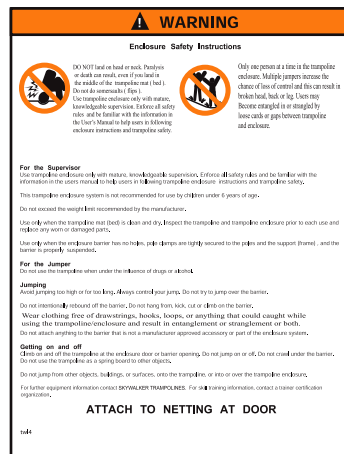 WARNING
Enclosure Safety Instructions
DO NOT land on head or neck. Paralysis
or death can result, even if you land in
the middle of the trampoline mat ( bed ).
Do not do somersaults ( flips ).
Use trampoline enclosure only with mature,
knowledgeable supervision. Enforce all safety
rules and be familiar with the information in
the User's Manual to help users in following
enclosure instructions and trampoline safety.
Only one person at a time in the trampoline
enclosure. Multiple jumpers increase the
chance of loss of control and this can result in
broken head, back or leg. Users may
Become entangled in or strangled by
loose cards or gaps between trampoline
and enclosure.
For the Supervisor
Use trampoline enclosure only with mature, knowledgeable supervision. Enforce all safety rules and be familier with the
information in the users manual to help users in following trampoline enclosure instructions and trampoline safety.
This trampoline enclosure system is not recommended for use by children under 6 years of age.
Do not exceed the weight limit recommended by the manufacturer.
Use only when the trampoline mat (bed) is clean and dry. Inspect the trampoline and trampoline enclosure prior to each use and
replace any worn or damaged parts.
Use only when the enclosure barrier has no holes, pole clamps are tightly secured to the poles and the support (frame) , and the
barrier is properly suspended.
For the Jumper
Do not use the trampoline when under the influence of drugs or alcohol.
Jumping
Avoid jumping too high or for too long. Always control your jump. Do not try to jump over the barrier.
Do not intentionally rebound off the barrier. Do not hang from, kick, cut or climb on the barrier.
Wear clothing free of drawstrings, hooks, loops, or anything that could caught while
using the trampoline/enclosure and result in entanglement or stranglement or both.
Do not attach anything to the barrier that is not a manufacturer approved accessory or part of the enclosure system.
Getting on and off
Climb on and off the trampoline at the enclosure door or barrier opening. Do not jump on or off. Do not crawl under the barrier.
Do not use the trampoline as a spring board to other objects.
Do not jump from other objects, buildings, or surfaces, onto the trampoline, or into or over the trampoline enclosure.
For further equipment information contact SKYWALKER TRAMPOLINES. For skill training information, contact a trainer certification
organization.
ATTACH TO NETTING AT DOOR
twl4